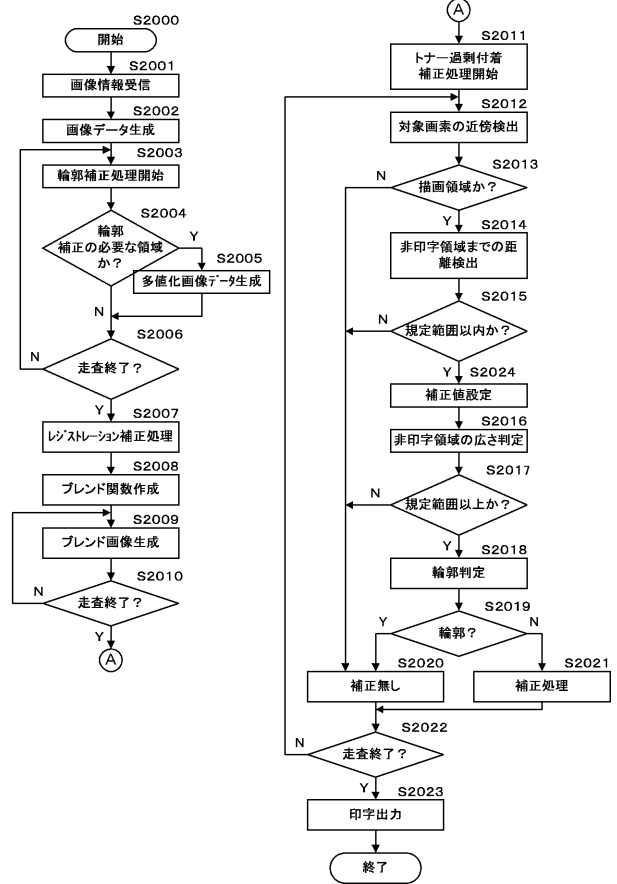 S2000
開始
S2001
画像情報受信
S2002
画像データ生成
S2003
輪郭補正処理開始
S2004
輪郭
補正の必要な領域
か？
Y
S2005
多値化画像データ生成
N
S2006
走査終了？
N
Y
S2007
レジストレーション補正処理
S2008
ブレンド関数作成
S2009
ブレンド画像生成
S2010
走査終了？
N
Y
A
A
S2011
トナー過剰付着
補正処理開始
S2012
対象画素の近傍検出
S2013
描画領域か？
N
Y
S2014
非印字領域までの距
離検出
S2015
規定範囲以内か？
N
Y
S2024
補正値設定
S2016
非印字領域の広さ判定
S2017
規定範囲以上か？
N
Y
S2018
輪郭判定
S2019
輪郭？
Y
N
S2020
補正無し
S2021
補正処理
S2022
走査終了？
N
Y
S2023
印字出力
終了